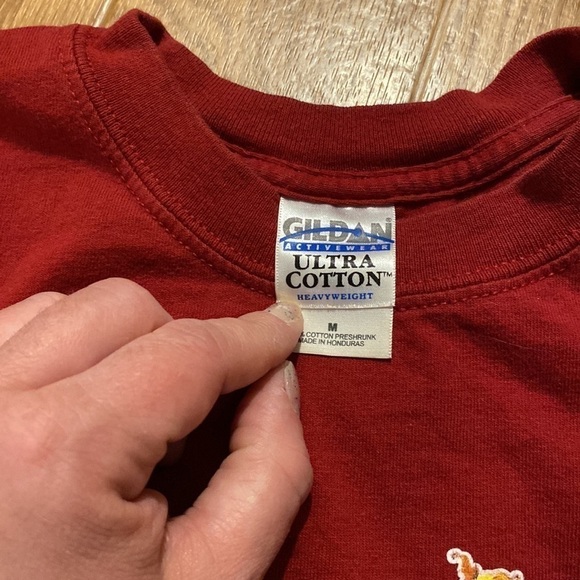 GILDAN
ACTIVEWEAR
ULTRA
COTTON™
HEAVYWEIGHT
M
COTTON PRESHRUNK
MADE IN HONDURAS